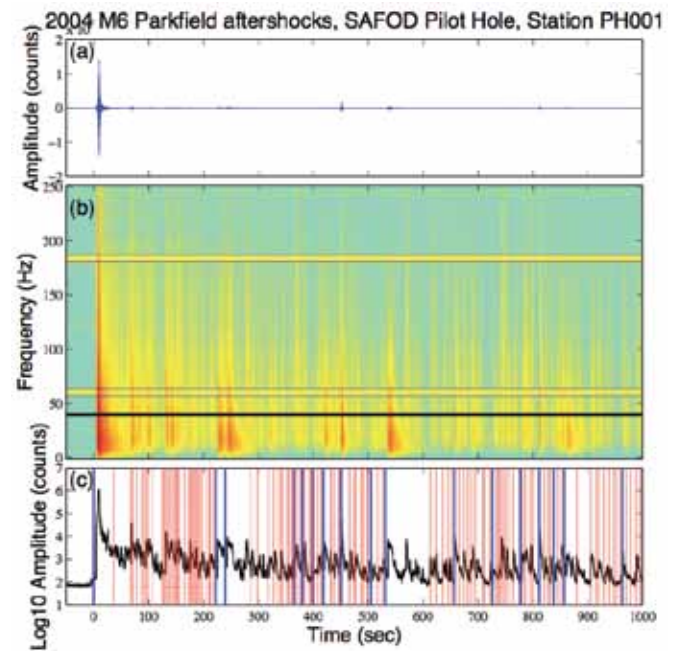 2004 M6 Parkfield aftershocks, SAFOD Pilot Hole, Station PH001
(a)
Amplitude (counts)
2
1
0
−1
−2
(b)
Frequency (Hz)
250
200
150
100
50
0
(c)
Log10 Amplitude (counts)
7
6
5
4
3
2
1
0 100 200 300 400 500 600 700 800 900 1000
Time (sec)